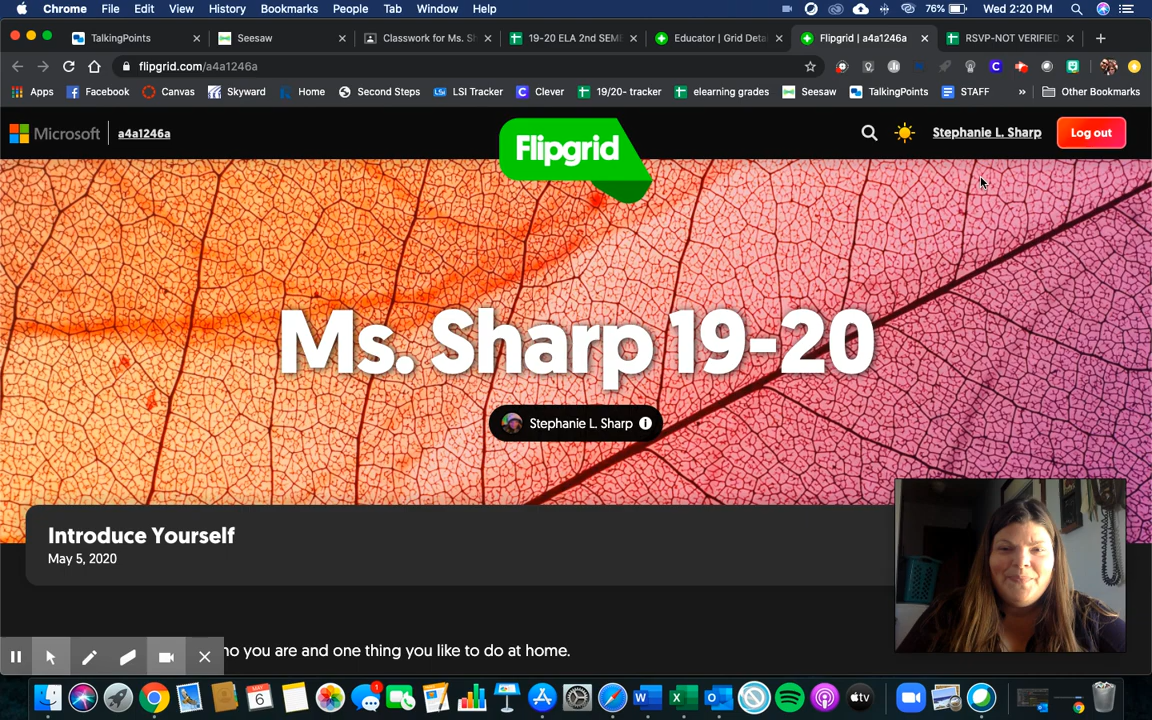 Chrome File Edit View History Bookmarks People Tab Window Help 76% Wed 2:20 PM
TalkingPoints Seesaw Classwork for Ms. Sh 19-20 ELA 2nd SEM Educator | Grid Deta Flipgrid | a4a1246a RSVP-NOT VERIFIED
flipgrid.com/a4a1246a
Apps Facebook Canvas Skyward Home Second Steps LSI Tracker Clever 19/20- tracker elearning grades Seesaw TalkingPoints STAFF » Other Bookmarks
Microsoft a4a1246a Flipgrid Stephanie L. Sharp Log out
Ms. Sharp 19-20
Stephanie L. Sharp
Introduce Yourself
May 5, 2020
ho you are and one thing you like to do at home.